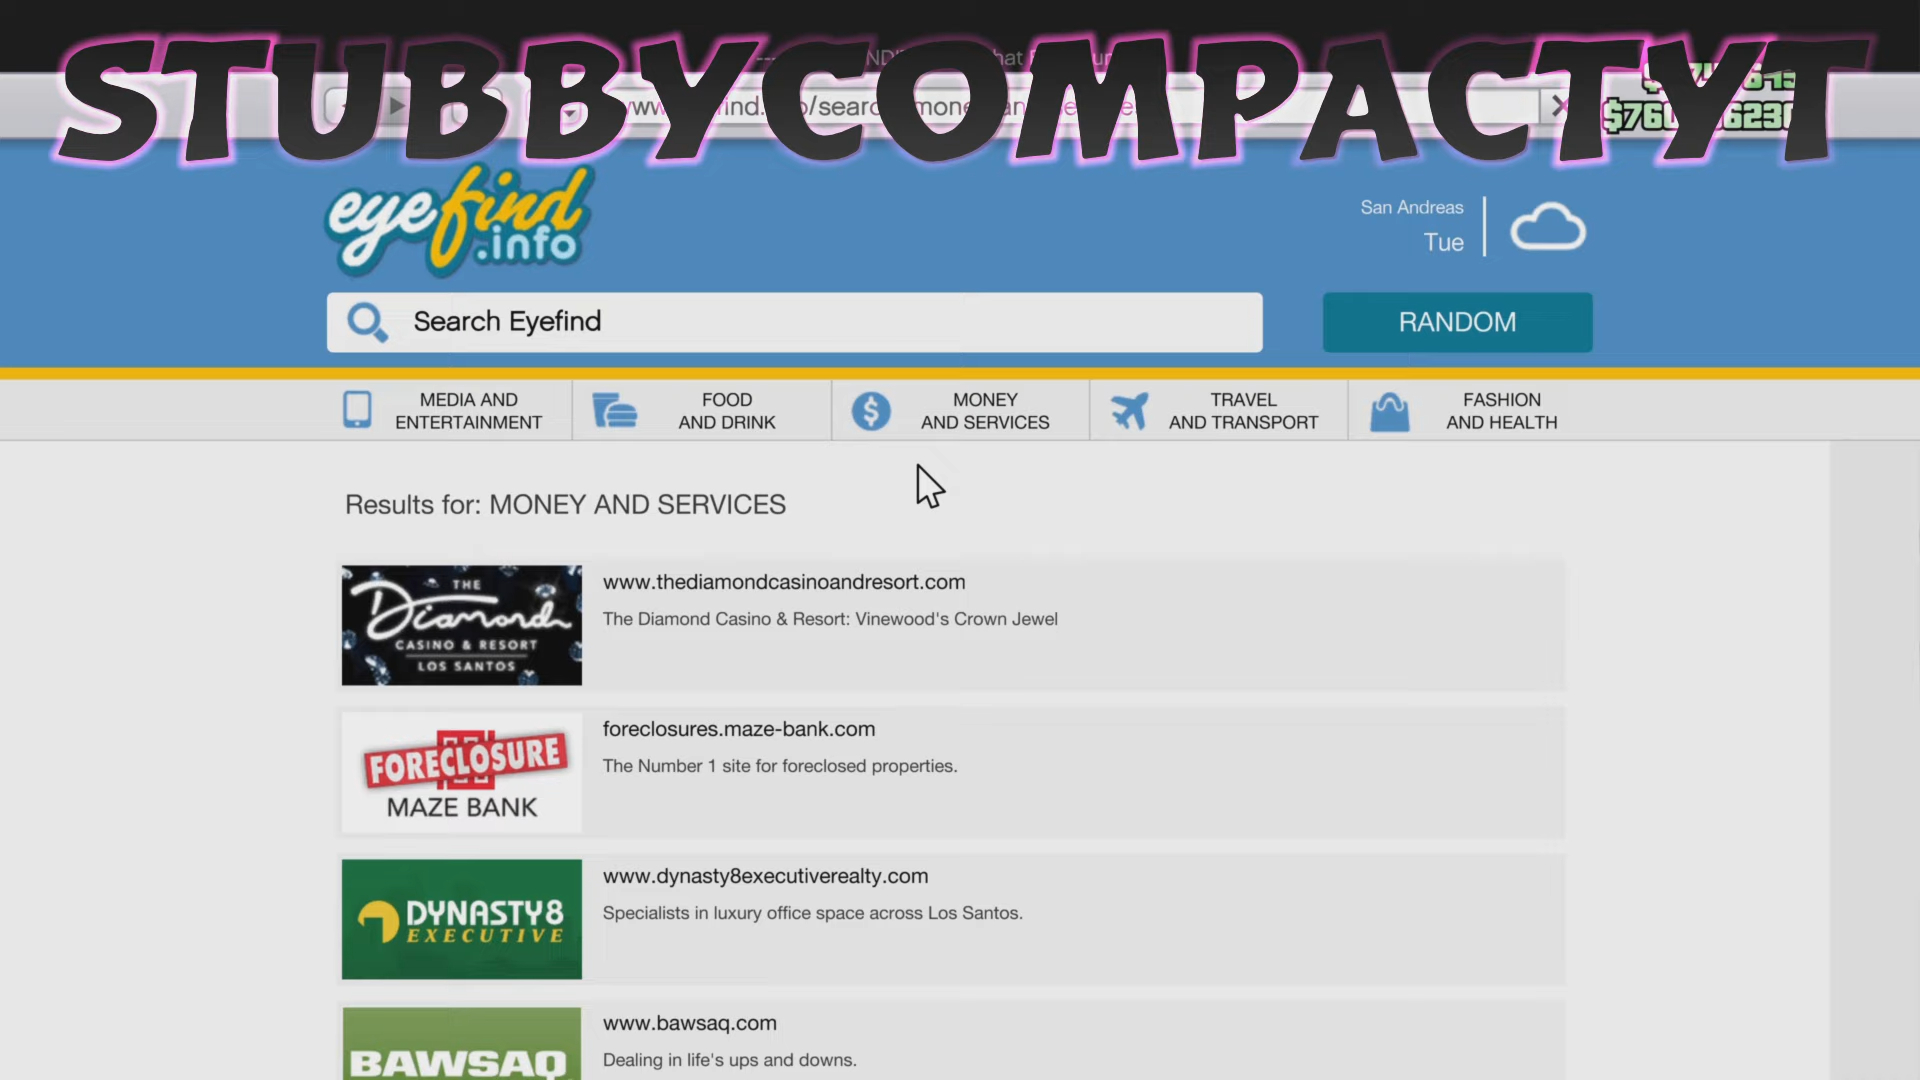 STUBBYCOMPACTYT
eyefind
.info
San Andreas
Tue
Search Eyefind
RANDOM
MEDIA AND
ENTERTAINMENT
FOOD
AND DRINK
MONEY
AND SERVICES
TRAVEL
AND TRANSPORT
FASHION
AND HEALTH
Results for: MONEY AND SERVICES
THE
Diamond
CASINO & RESORT
LOS SANTOS
www.thediamondcasinoandresort.com
The Diamond Casino & Resort: Vinewood's Crown Jewel
FORECLOSURE
MAZE BANK
foreclosures.maze-bank.com
The Number 1 site for foreclosed properties.
DYNASTY8
EXECUTIVE
www.dynasty8executiverealty.com
Specialists in luxury office space across Los Santos.
BAWSAQ
www.bawsaq.com
Dealing in life's ups and downs.